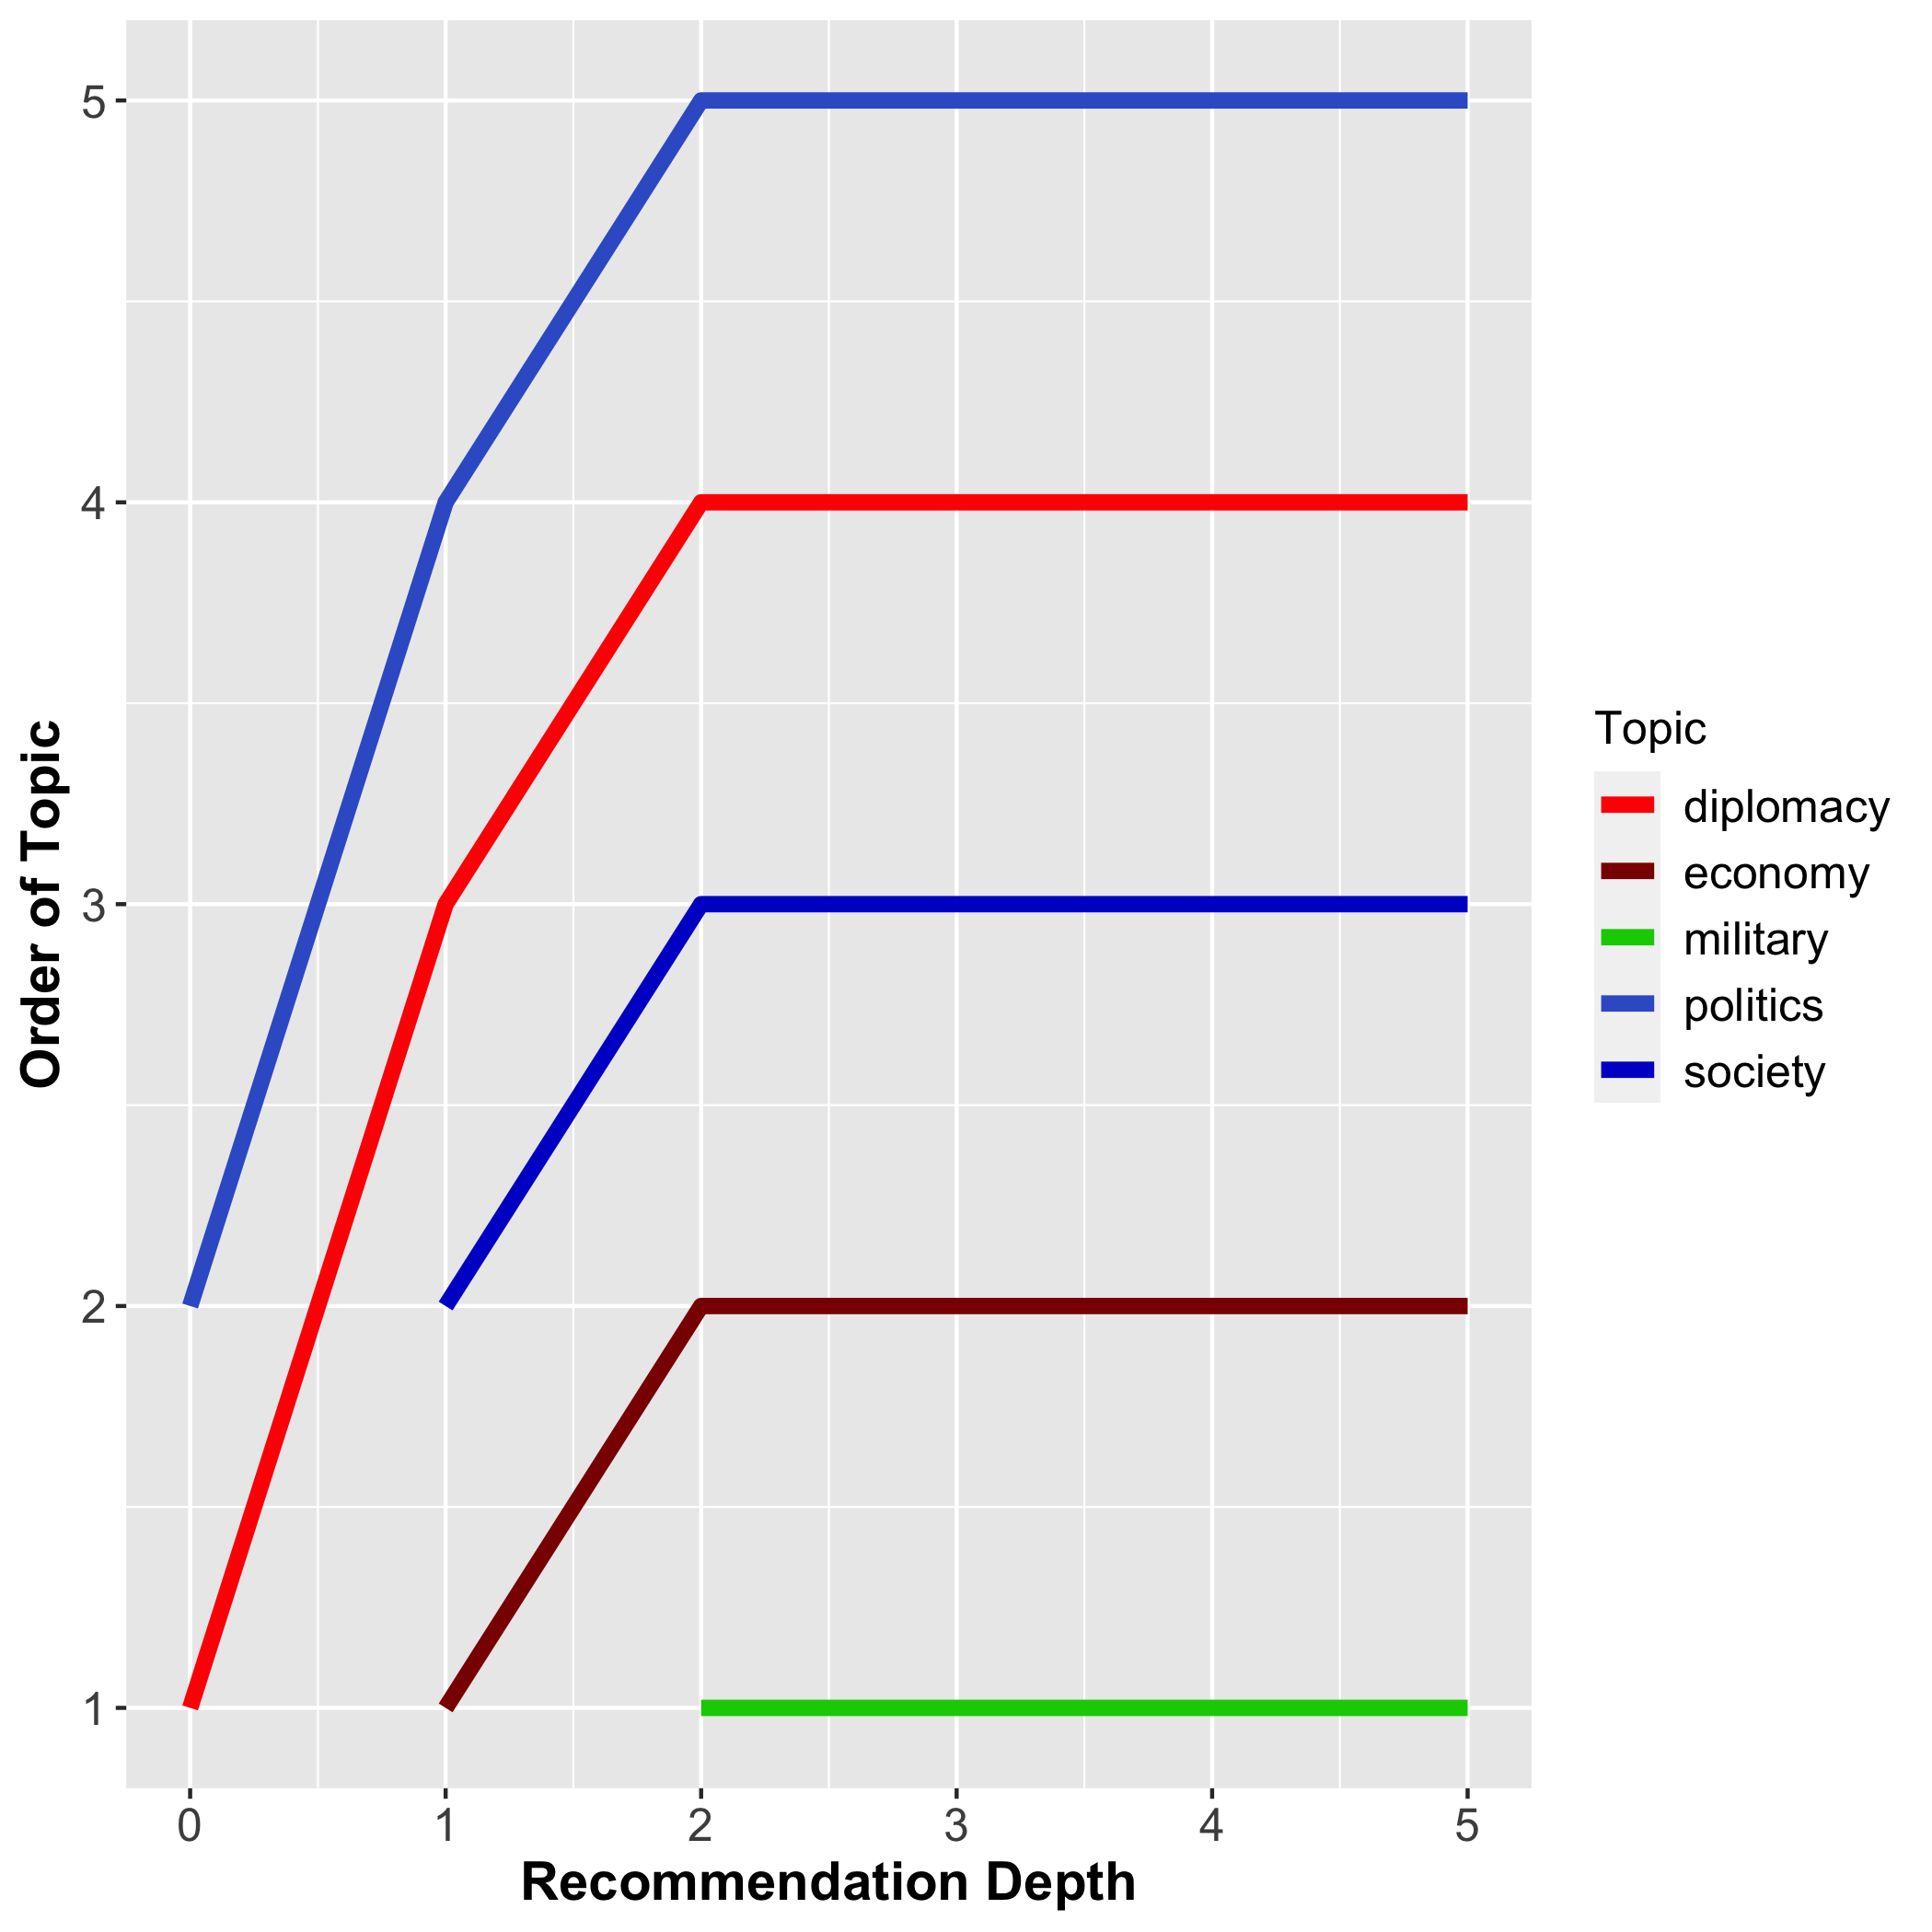 Order of Topic
5
4
3
2
1
0 1 2 3 4 5
Recommendation Depth
Topic
diplomacy
economy
military
politics
society